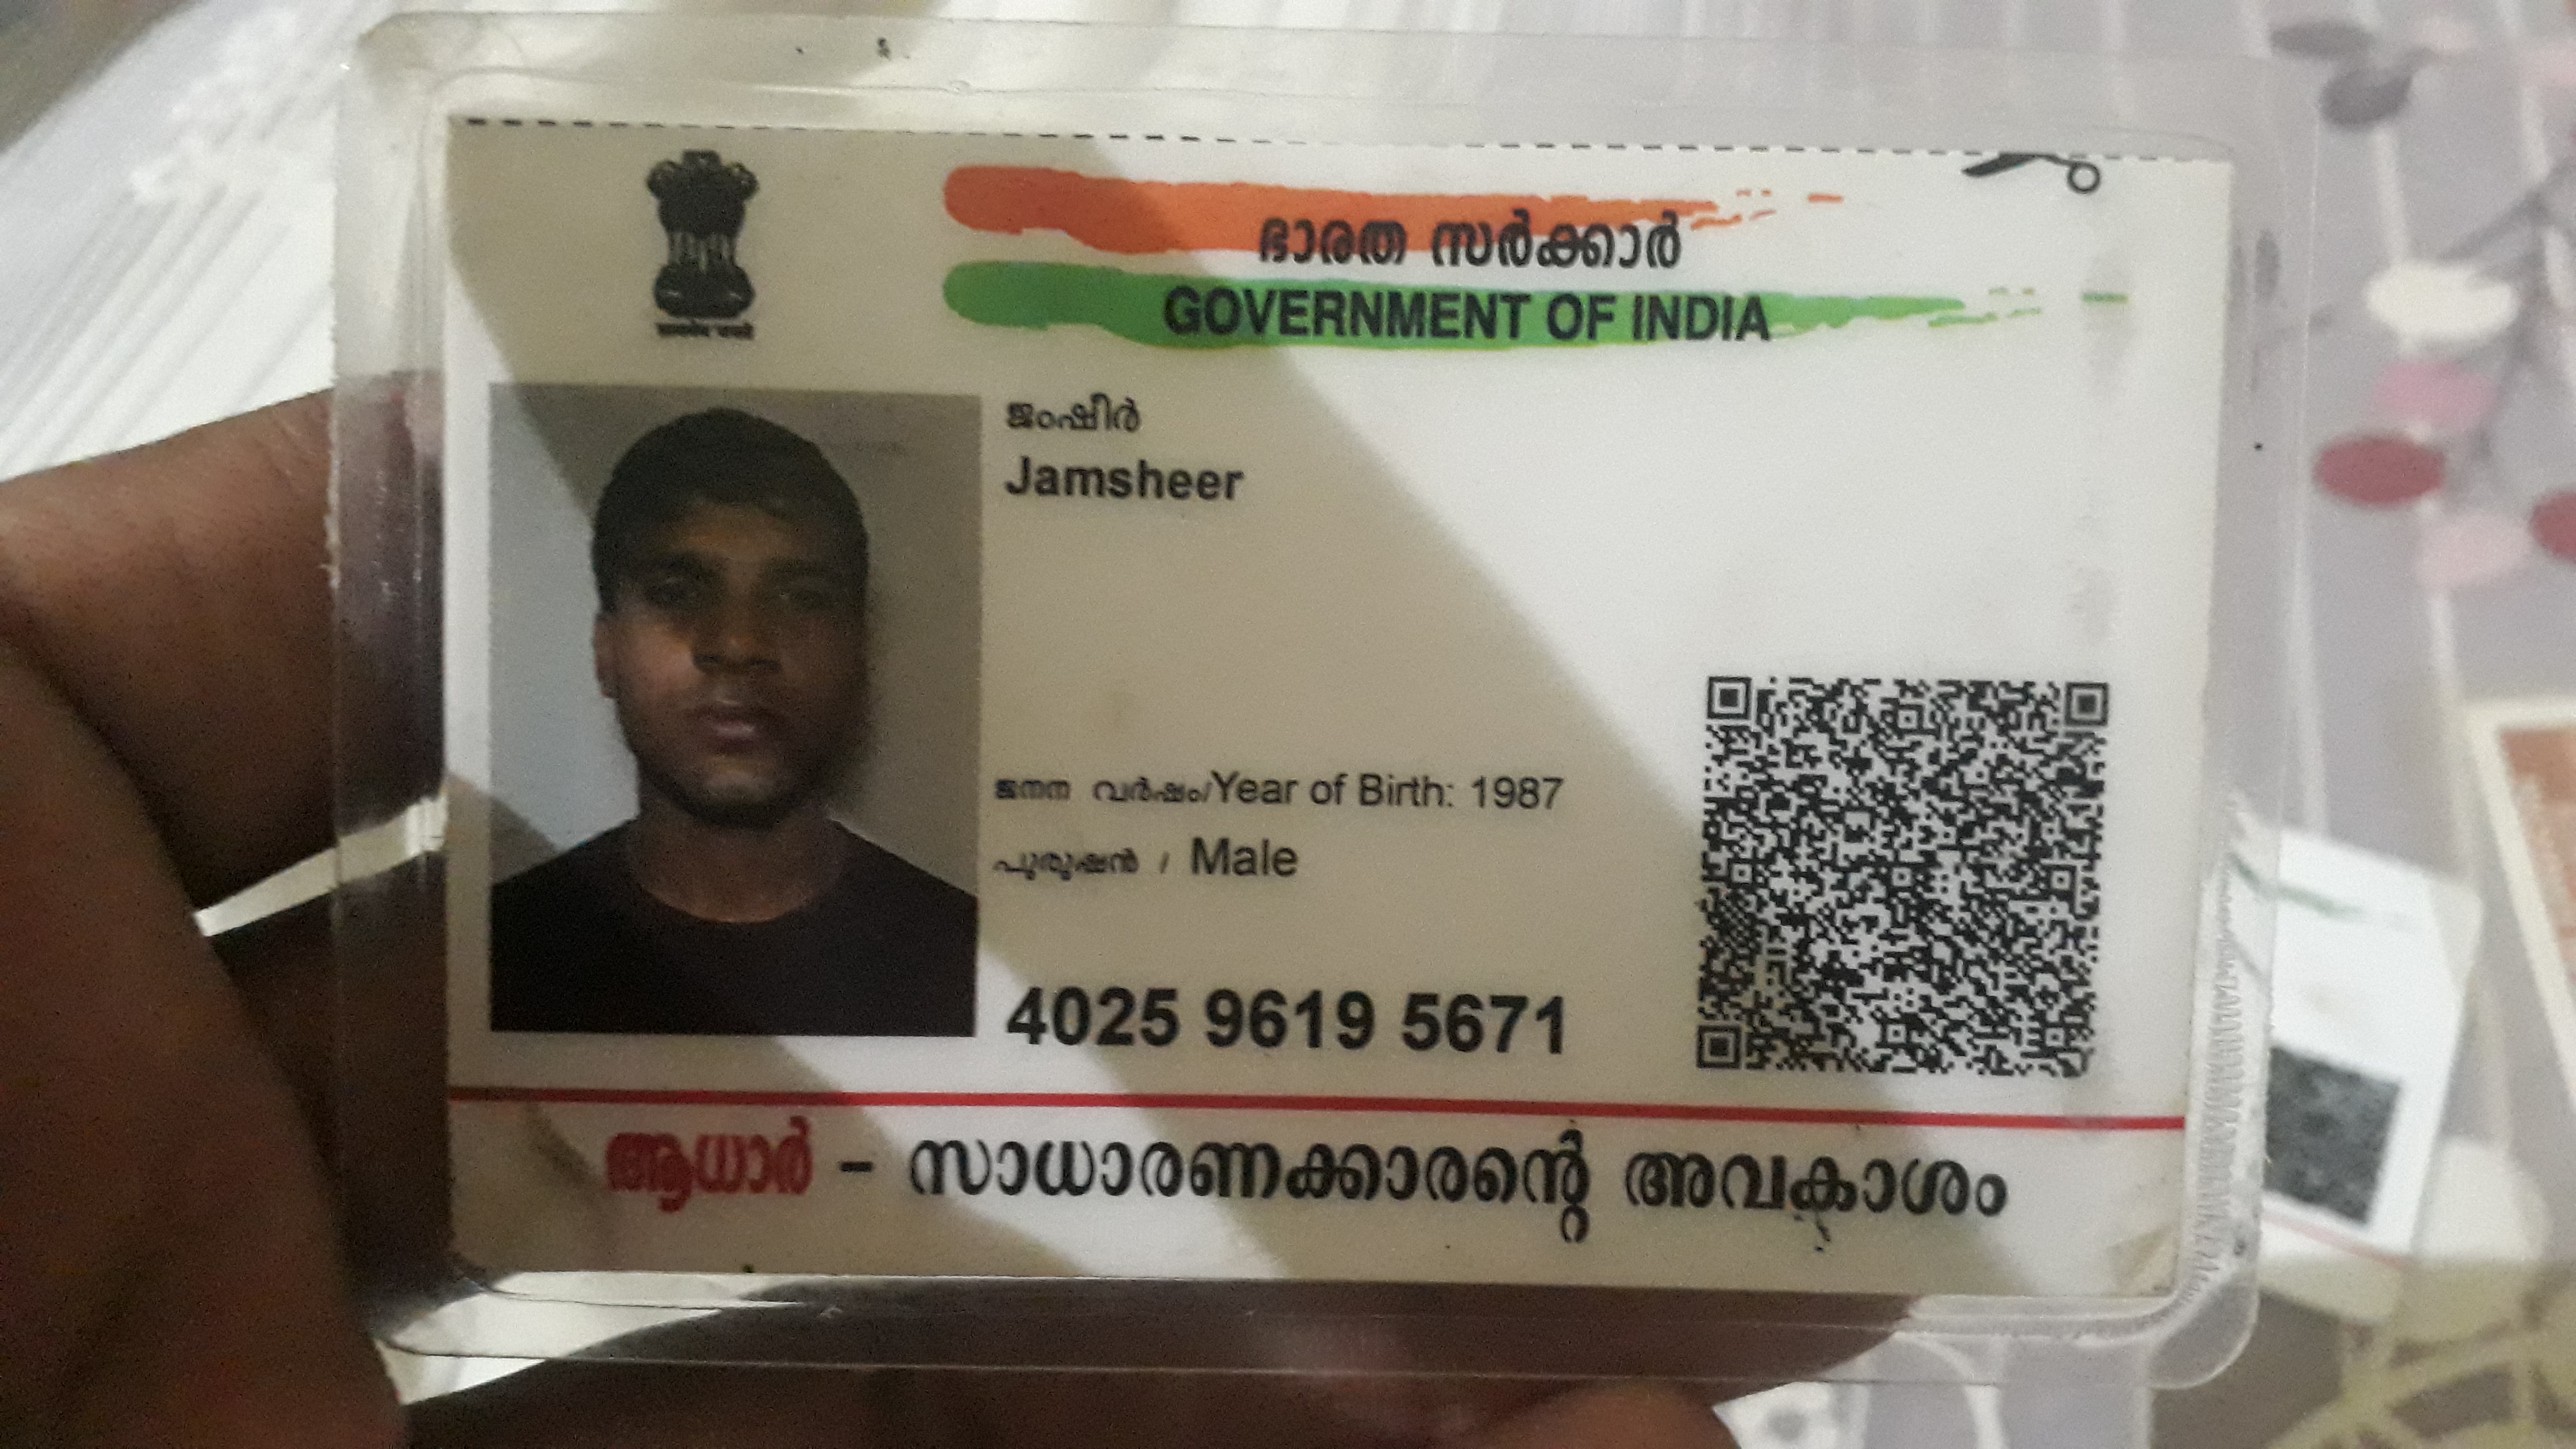 ഭാരത സർക്കാർ
GOVERNMENT OF INDIA
ജംഷീർ
Jamsheer
ജനന വർഷം/Year of Birth: 1987
പുരുഷൻ / Male
4025 9619 5671
ആധാർ - സാധാരണക്കാരന്റെ അവകാശം